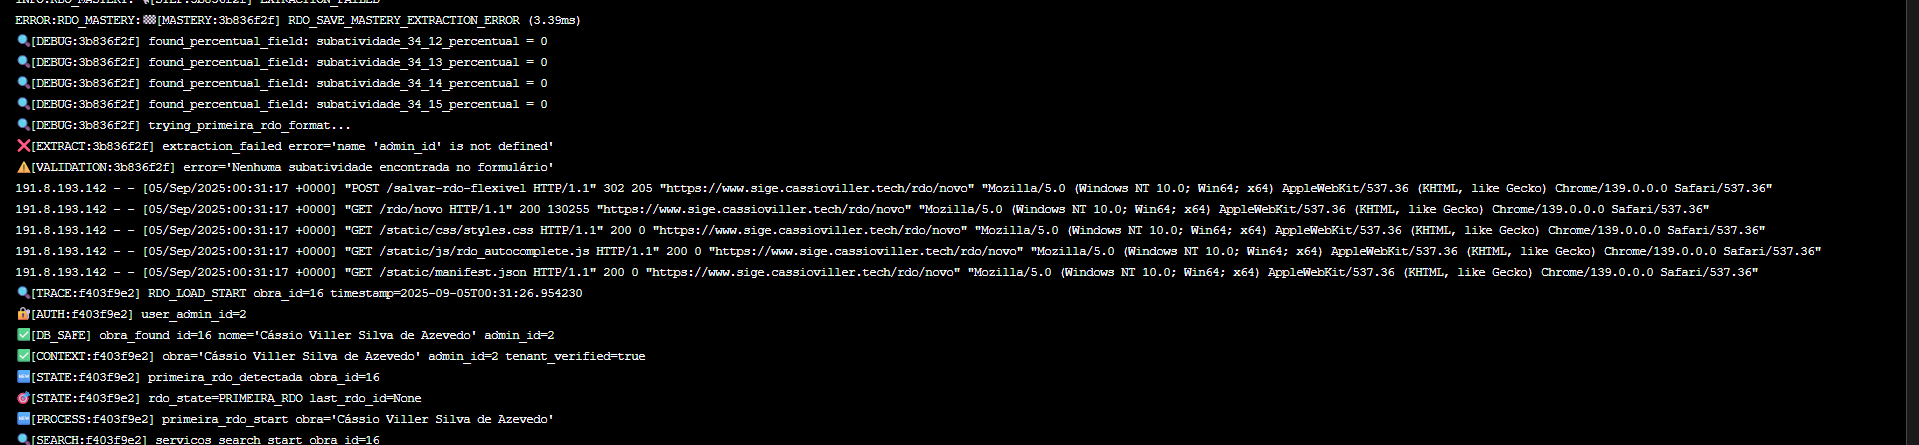 ERROR:RDO_MASTERY:🏁[MASTERY:3b836f2f] RDO_SAVE_MASTERY_EXTRACTION_ERROR (3.39ms)
🔍[DEBUG:3b836f2f] found_percentual_field: subatividade_34_12_percentual = 0
🔍[DEBUG:3b836f2f] found_percentual_field: subatividade_34_13_percentual = 0
🔍[DEBUG:3b836f2f] found_percentual_field: subatividade_34_14_percentual = 0
🔍[DEBUG:3b836f2f] found_percentual_field: subatividade_34_15_percentual = 0
🔍[DEBUG:3b836f2f] trying_primeira_rdo_format...
❌[EXTRACT:3b836f2f] extraction_failed error='name 'admin_id' is not defined'
⚠️[VALIDATION:3b836f2f] error='Nenhuma subatividade encontrada no formulário'
191.8.193.142 - - [05/Sep/2025:00:31:17 +0000] "POST /salvar-rdo-flexivel HTTP/1.1" 302 205 "https://www.sige.cassioviller.tech/rdo/novo" "Mozilla/5.0 (Windows NT 10.0; Win64; x64) AppleWebKit/537.36 (KHTML, like Gecko) Chrome/139.0.0.0 Safari/537.36"
191.8.193.142 - - [05/Sep/2025:00:31:17 +0000] "GET /rdo/novo HTTP/1.1" 200 130255 "https://www.sige.cassioviller.tech/rdo/novo" "Mozilla/5.0 (Windows NT 10.0; Win64; x64) AppleWebKit/537.36 (KHTML, like Gecko) Chrome/139.0.0.0 Safari/537.36"
191.8.193.142 - - [05/Sep/2025:00:31:17 +0000] "GET /static/css/styles.css HTTP/1.1" 200 0 "https://www.sige.cassioviller.tech/rdo/novo" "Mozilla/5.0 (Windows NT 10.0; Win64; x64) AppleWebKit/537.36 (KHTML, like Gecko) Chrome/139.0.0.0 Safari/537.36"
191.8.193.142 - - [05/Sep/2025:00:31:17 +0000] "GET /static/js/rdo_autocomplete.js HTTP/1.1" 200 0 "https://www.sige.cassioviller.tech/rdo/novo" "Mozilla/5.0 (Windows NT 10.0; Win64; x64) AppleWebKit/537.36 (KHTML, like Gecko) Chrome/139.0.0.0 Safari/537.36"
191.8.193.142 - - [05/Sep/2025:00:31:17 +0000] "GET /static/manifest.json HTTP/1.1" 200 0 "https://www.sige.cassioviller.tech/rdo/novo" "Mozilla/5.0 (Windows NT 10.0; Win64; x64) AppleWebKit/537.36 (KHTML, like Gecko) Chrome/139.0.0.0 Safari/537.36"
🔍[TRACE:f403f9e2] RDO_LOAD_START obra_id=16 timestamp=2025-09-05T00:31:26.954230
🔐[AUTH:f403f9e2] user_admin_id=2
✅[DB_SAFE] obra_found id=16 nome='Cássio Viller Silva de Azevedo' admin_id=2
✅[CONTEXT:f403f9e2] obra='Cássio Viller Silva de Azevedo' admin_id=2 tenant_verified=true
🆕[STATE:f403f9e2] primeira_rdo_detectada obra_id=16
🎯[STATE:f403f9e2] rdo_state=PRIMEIRA_RDO last_rdo_id=None
🆕[PROCESS:f403f9e2] primeira_rdo_start obra='Cássio Viller Silva de Azevedo'
🔍[SEARCH:f403f9e2] servicos_search_start obra_id=16